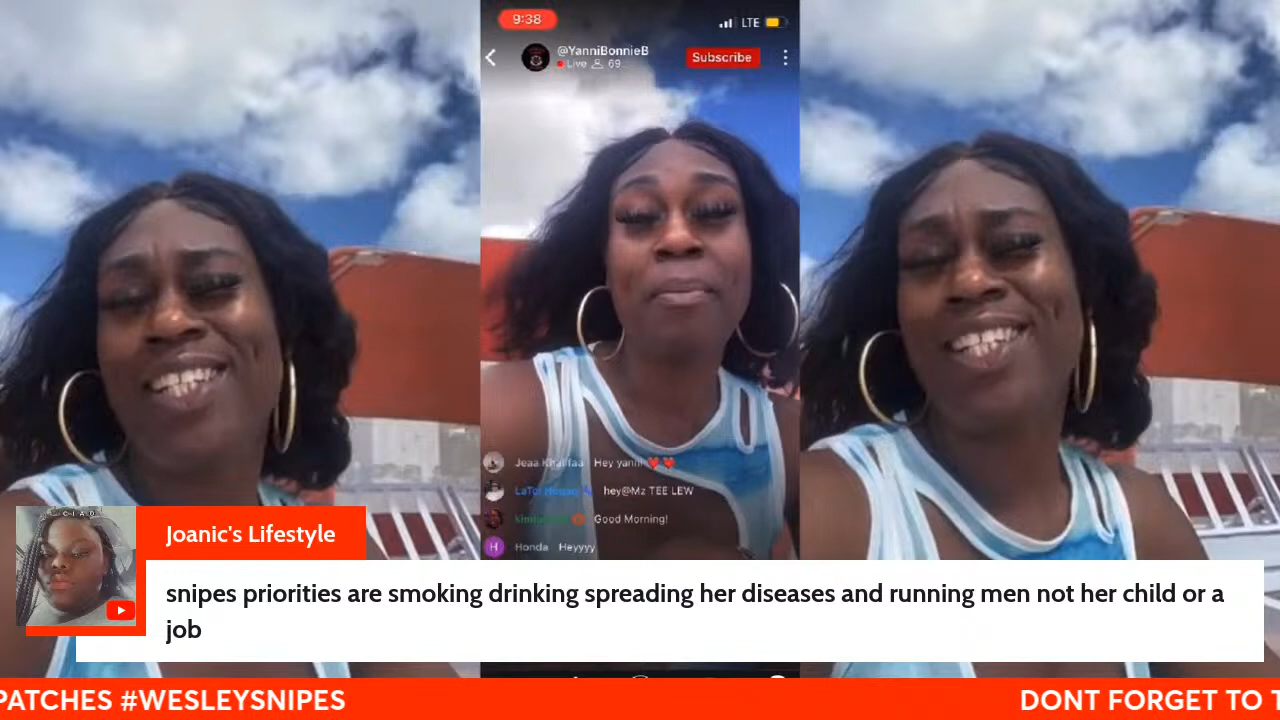 9:38
LTE
@YanniBonnieB
Live 69
Subscribe
Jeaa Khalifaa Hey yanni
hey@Mz TEE LEW
Good Morning!
H Honda Heyyyy
Joanic's Lifestyle
snipes priorities are smoking drinking spreading her diseases and running men not her child or a
job
PATCHES #WESLEYSNIPES
DONT FORGET TO T